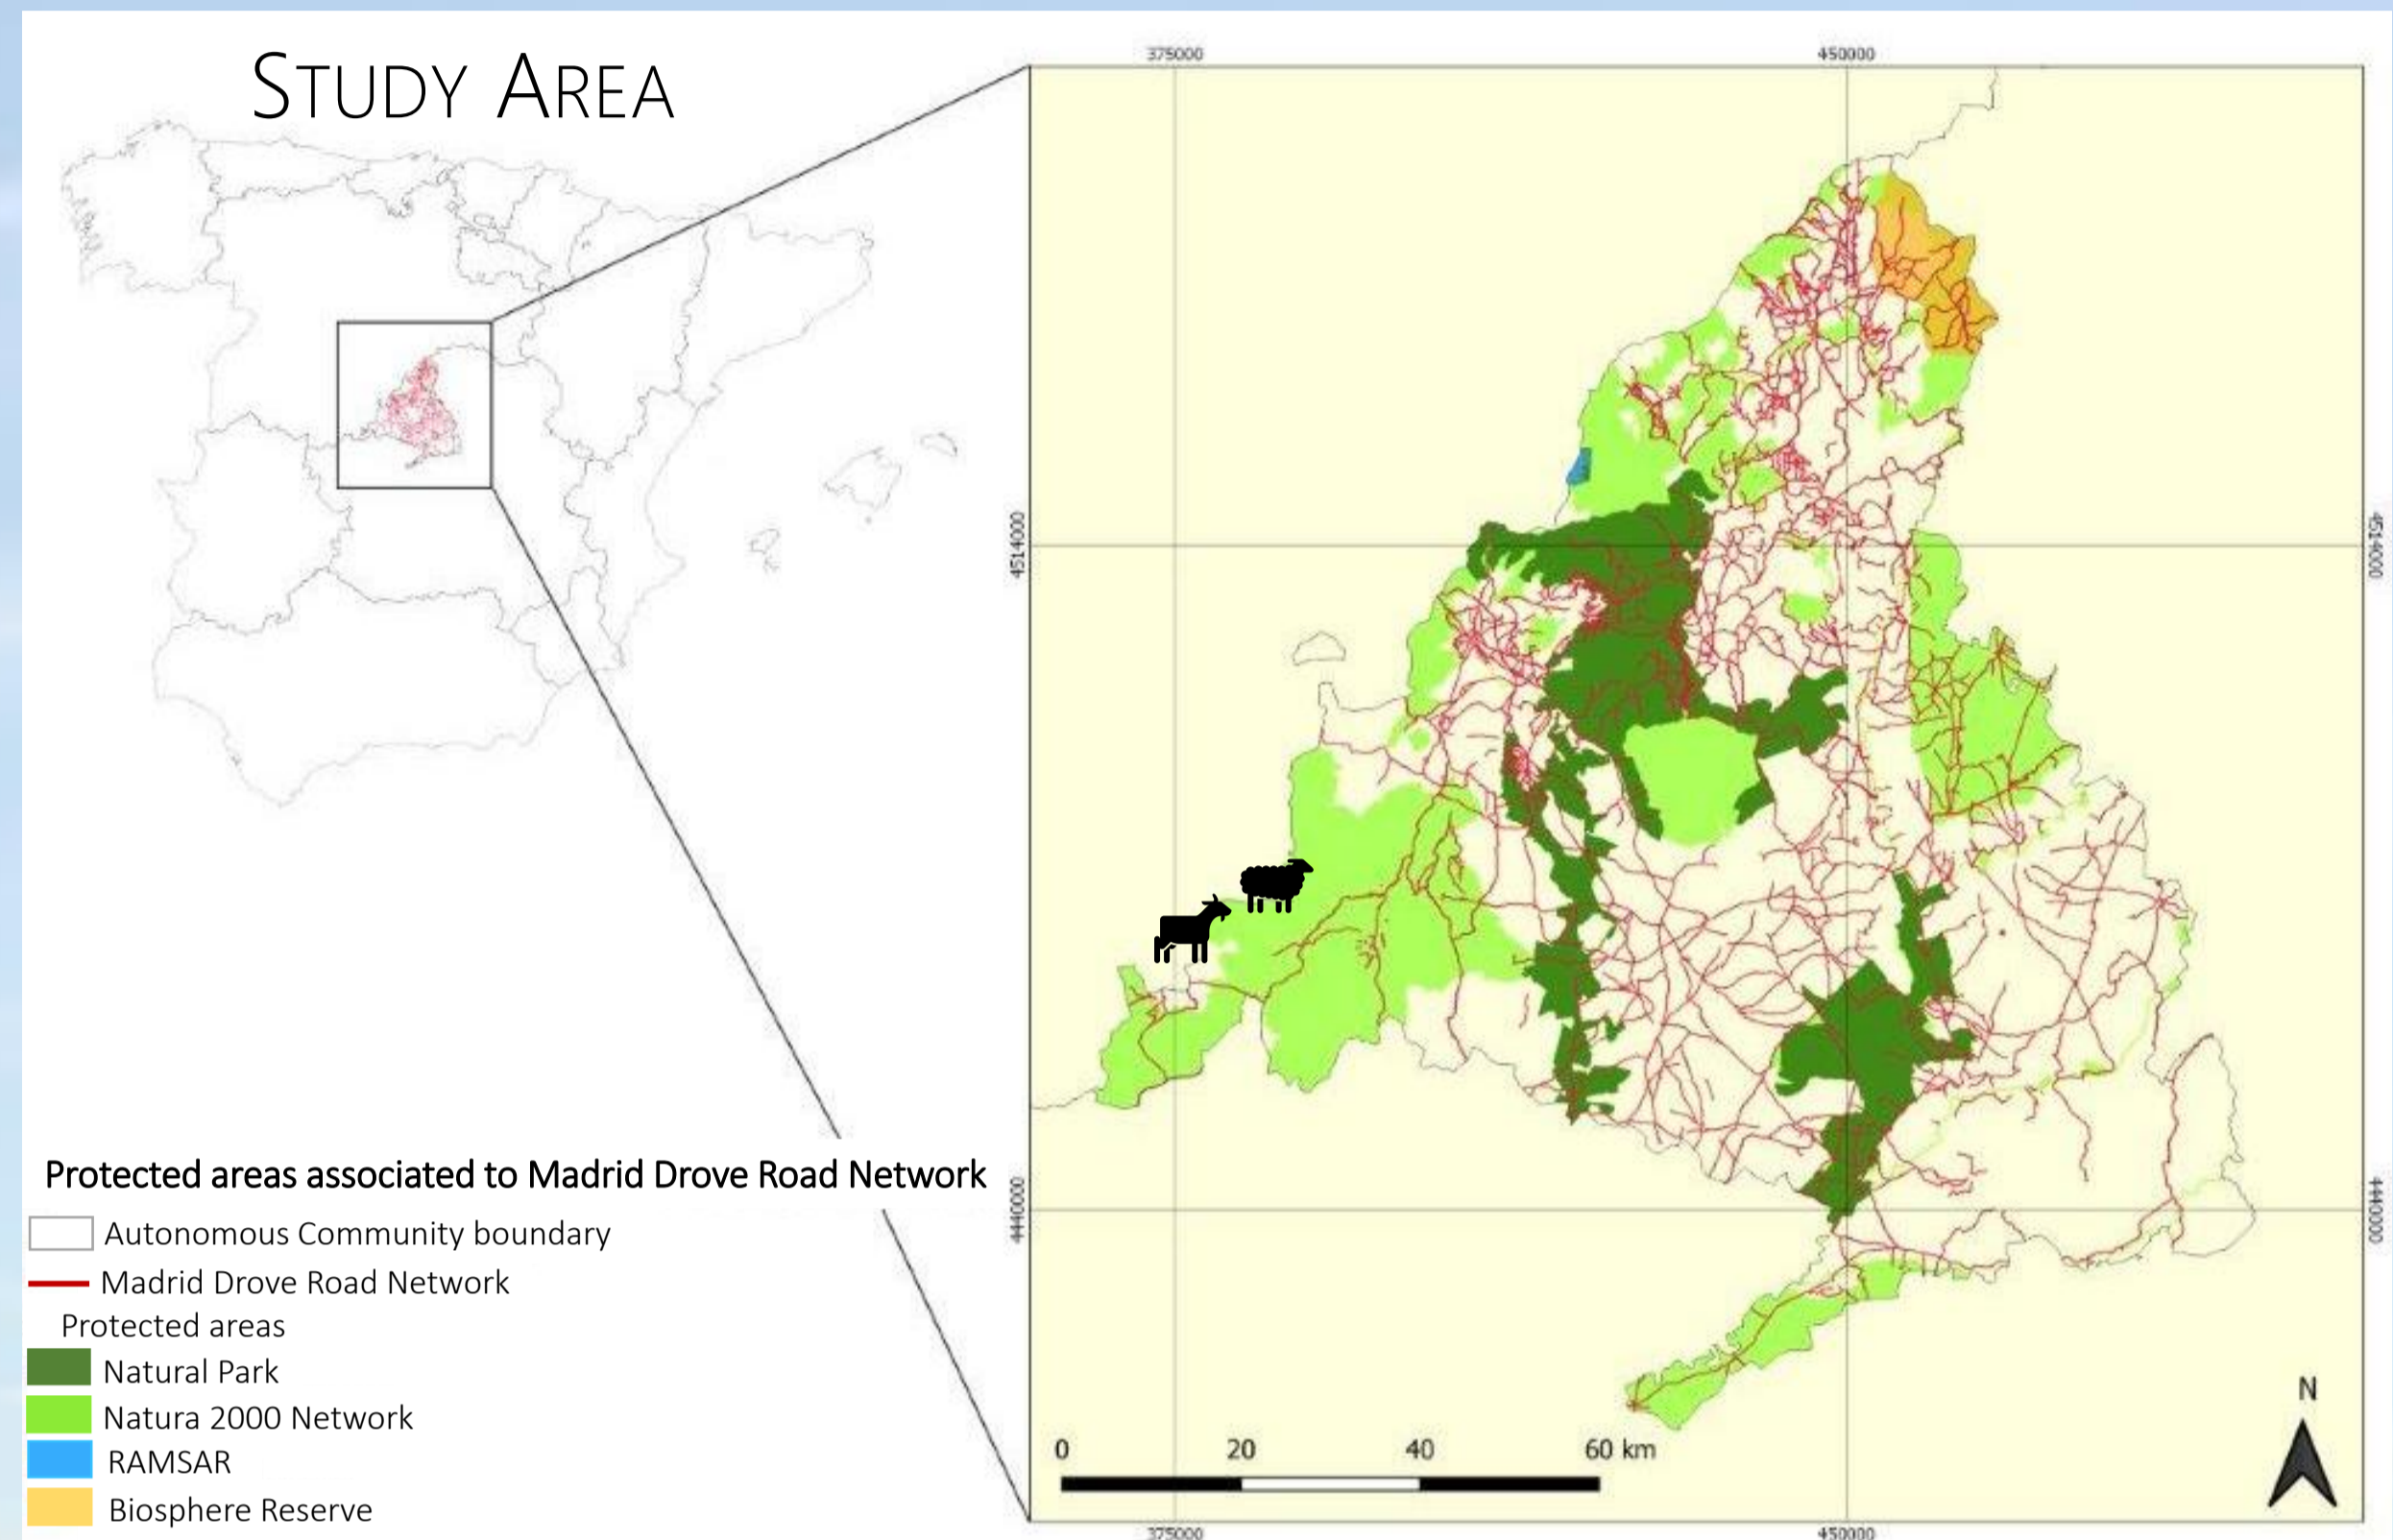 STUDY AREA
375000
450000
4514000
4514000
4440000
4440000
Protected areas associated to Madrid Drove Road Network
Autonomous Community boundary
Madrid Drove Road Network
Protected areas
Natural Park
Natura 2000 Network
RAMSAR
Biosphere Reserve
0 20 40 60 km
N
375000
450000